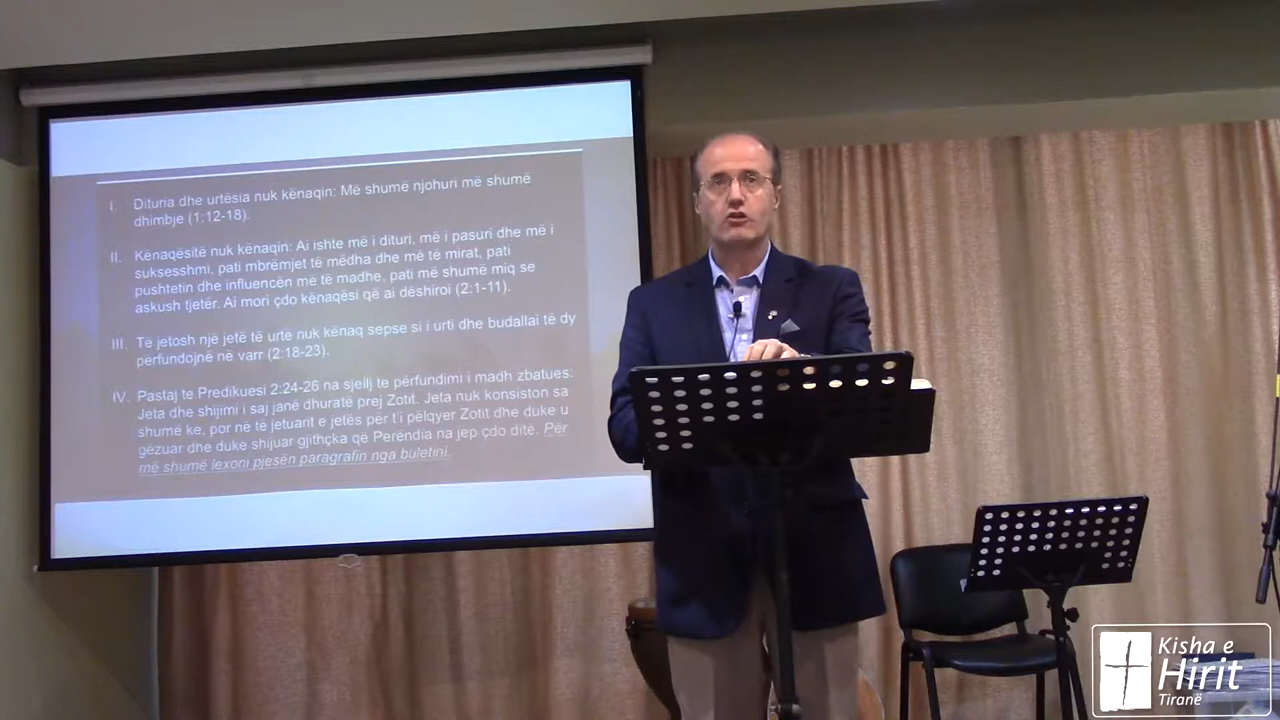 I. Dituria dhe urtësia nuk kënaqin: Më shumë njohuri më shumë
dhimbje (1:12-18).
II. Kënaqësitë nuk kënaqin: Ai ishte më i dituri, më i pasuri dhe më i
suksesshmi, pati mbrëmjet të mëdha dhe më të mirat, pati
pushtetin dhe influencën më të madhe, pati më shumë miq se
askush tjetër. Ai mori çdo kënaqësi që ai dëshiroi (2:1-11).
III. Të jetosh një jetë të urtë nuk kënaq sepse si i urti dhe budallai të dy
perfundojnë në varr (2:18-23).
IV. Pastaj te Predikuesi 2:24-26 na sjellj te përfundimi i madh zbatues:
Jeta dhe shijimi i saj janë dhuratë prej Zotit. Jeta nuk konsiston sa
shumë ke, por në të jetuarit e jetës për t'i pëlqyer Zotit dhe duke u
gëzuar dhe duke shijuar gjithçka që Perëndia na jep çdo ditë. Për
më shumë lexoni pjesën paragrafin nga buletini.
Kisha e
Hirit
Tiranë